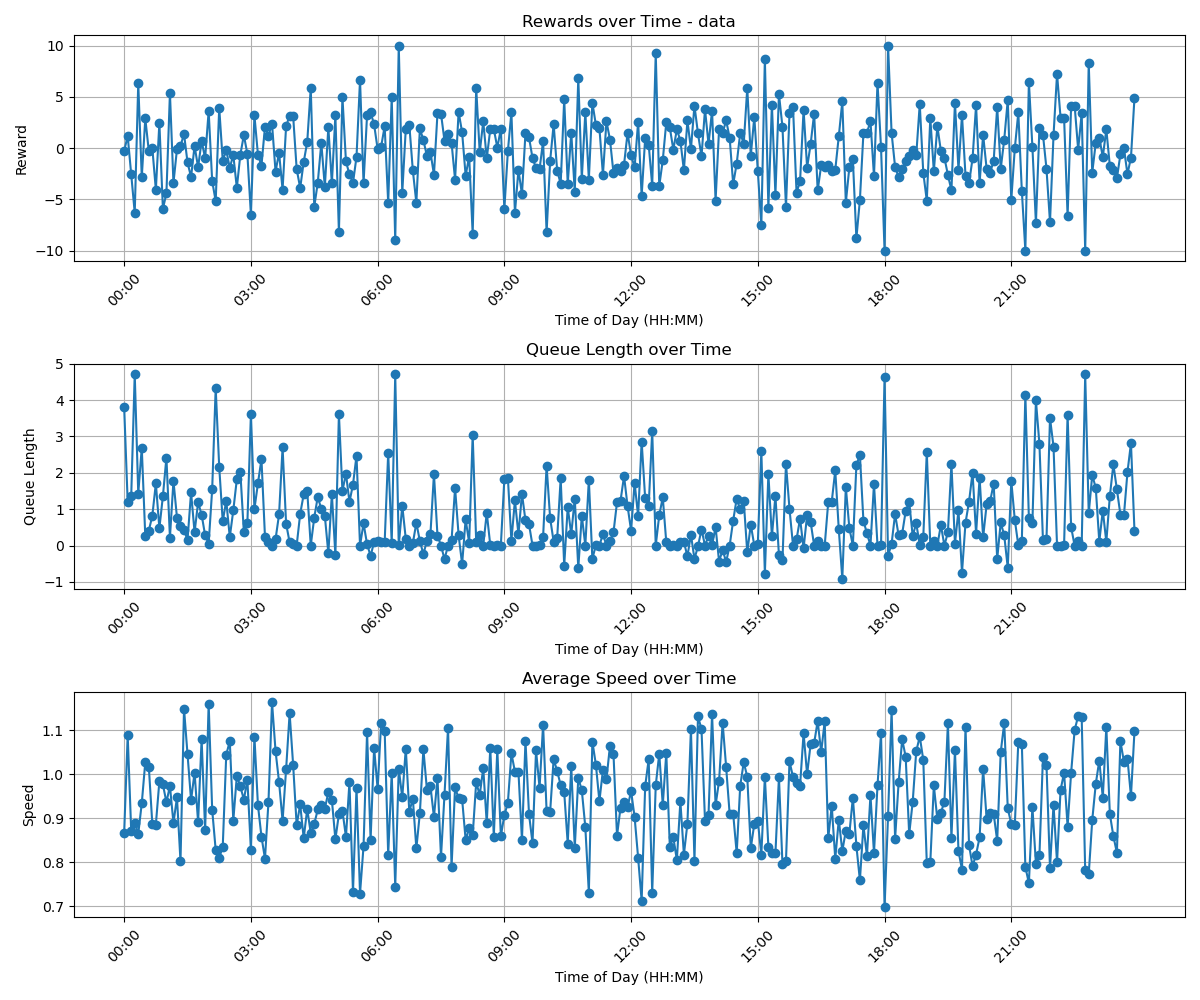 Rewards over Time - data
Reward
10
5
0
−5
−10
00:00 03:00 06:00 09:00 12:00 15:00 18:00 21:00
Time of Day (HH:MM)
Queue Length over Time
Queue Length
5
4
3
2
1
0
−1
00:00 03:00 06:00 09:00 12:00 15:00 18:00 21:00
Time of Day (HH:MM)
Average Speed over Time
Speed
1.1
1.0
0.9
0.8
0.7
00:00 03:00 06:00 09:00 12:00 15:00 18:00 21:00
Time of Day (HH:MM)